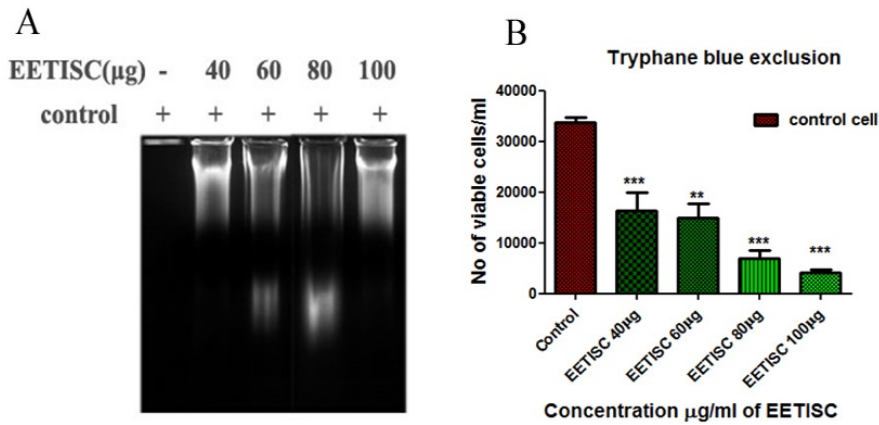 A
EETISC(μg) - 40 60 80 100
control + + + + +
B
Tryphane blue exclusion
No of viable cells/ml
40000
30000
20000
10000
0
control cell
*** ** *** ***
Control
EETISC 40μg
EETISC 60μg
EETISC 80μg
EETISC 100μg
Concentration μg/ml of EETISC